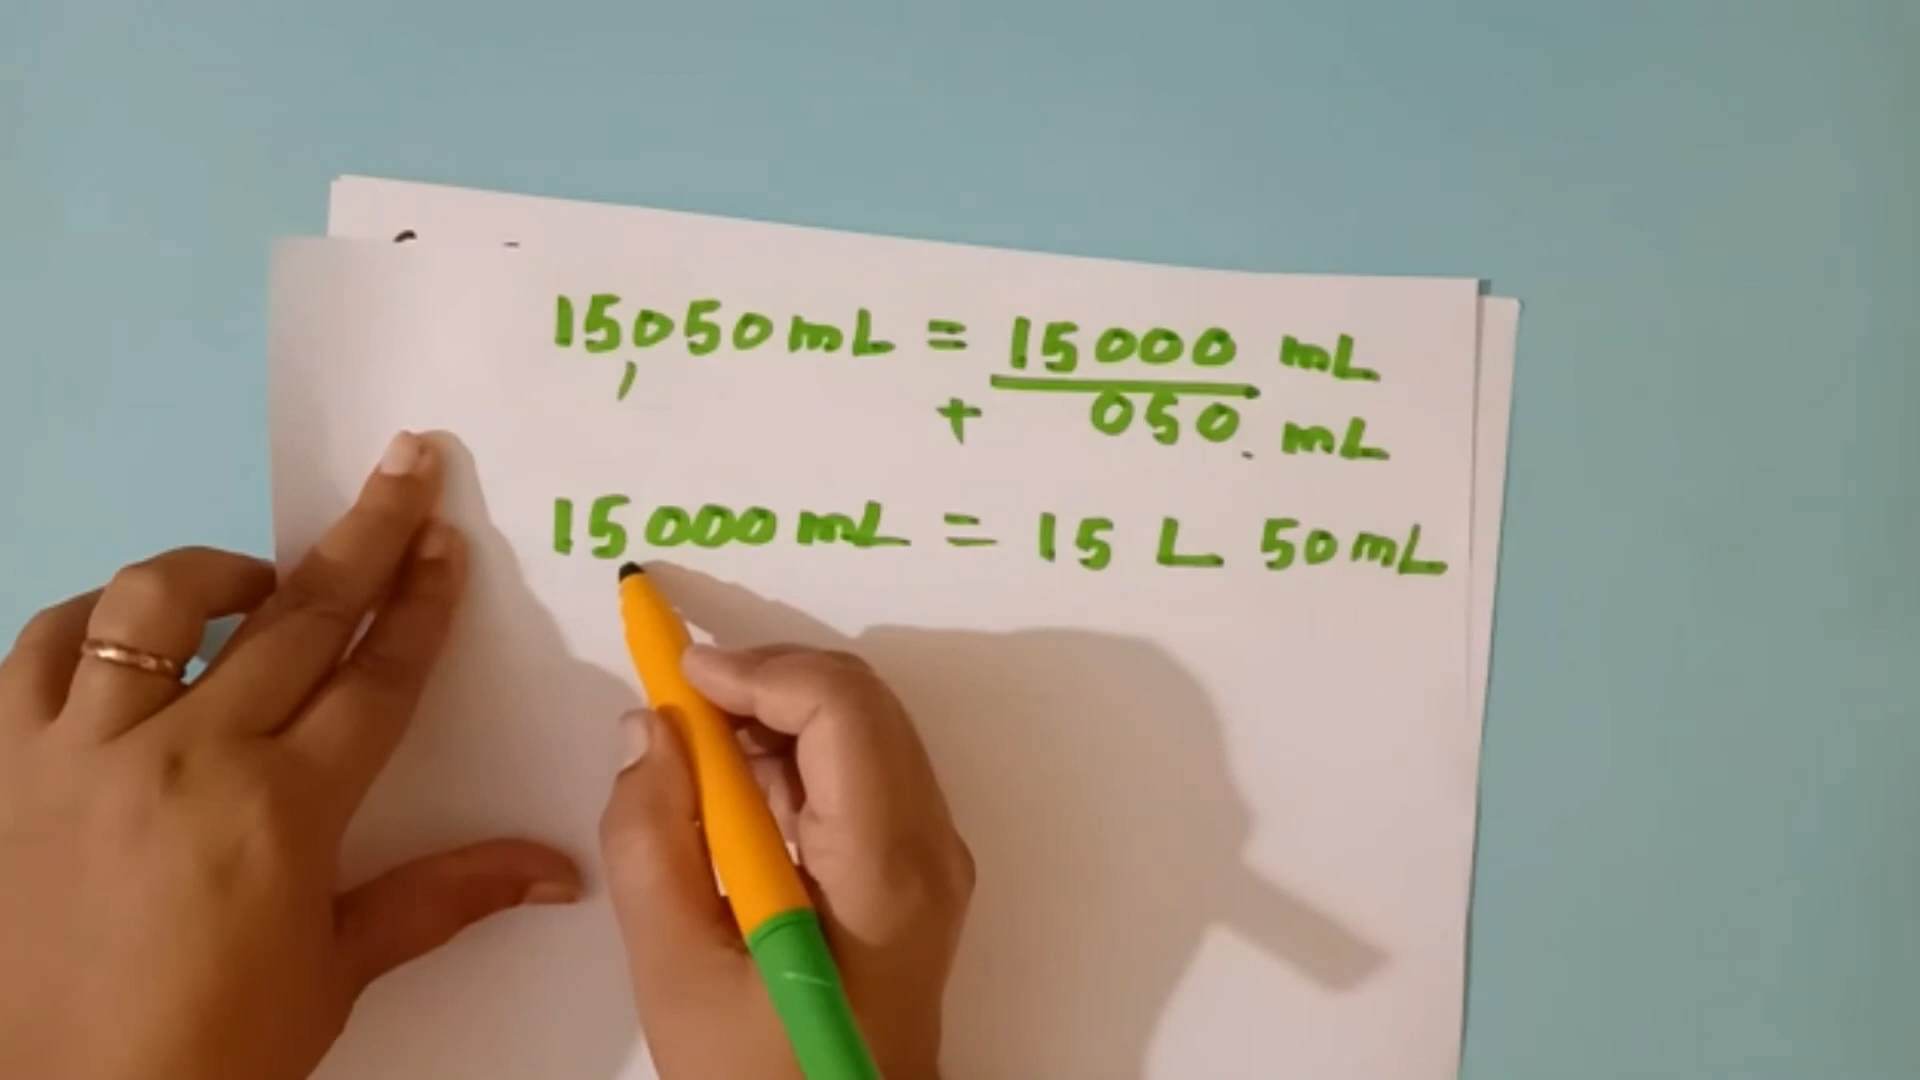 15,050 mL = 15000 mL
+ 050 mL
15000 mL = 15 L 50 mL